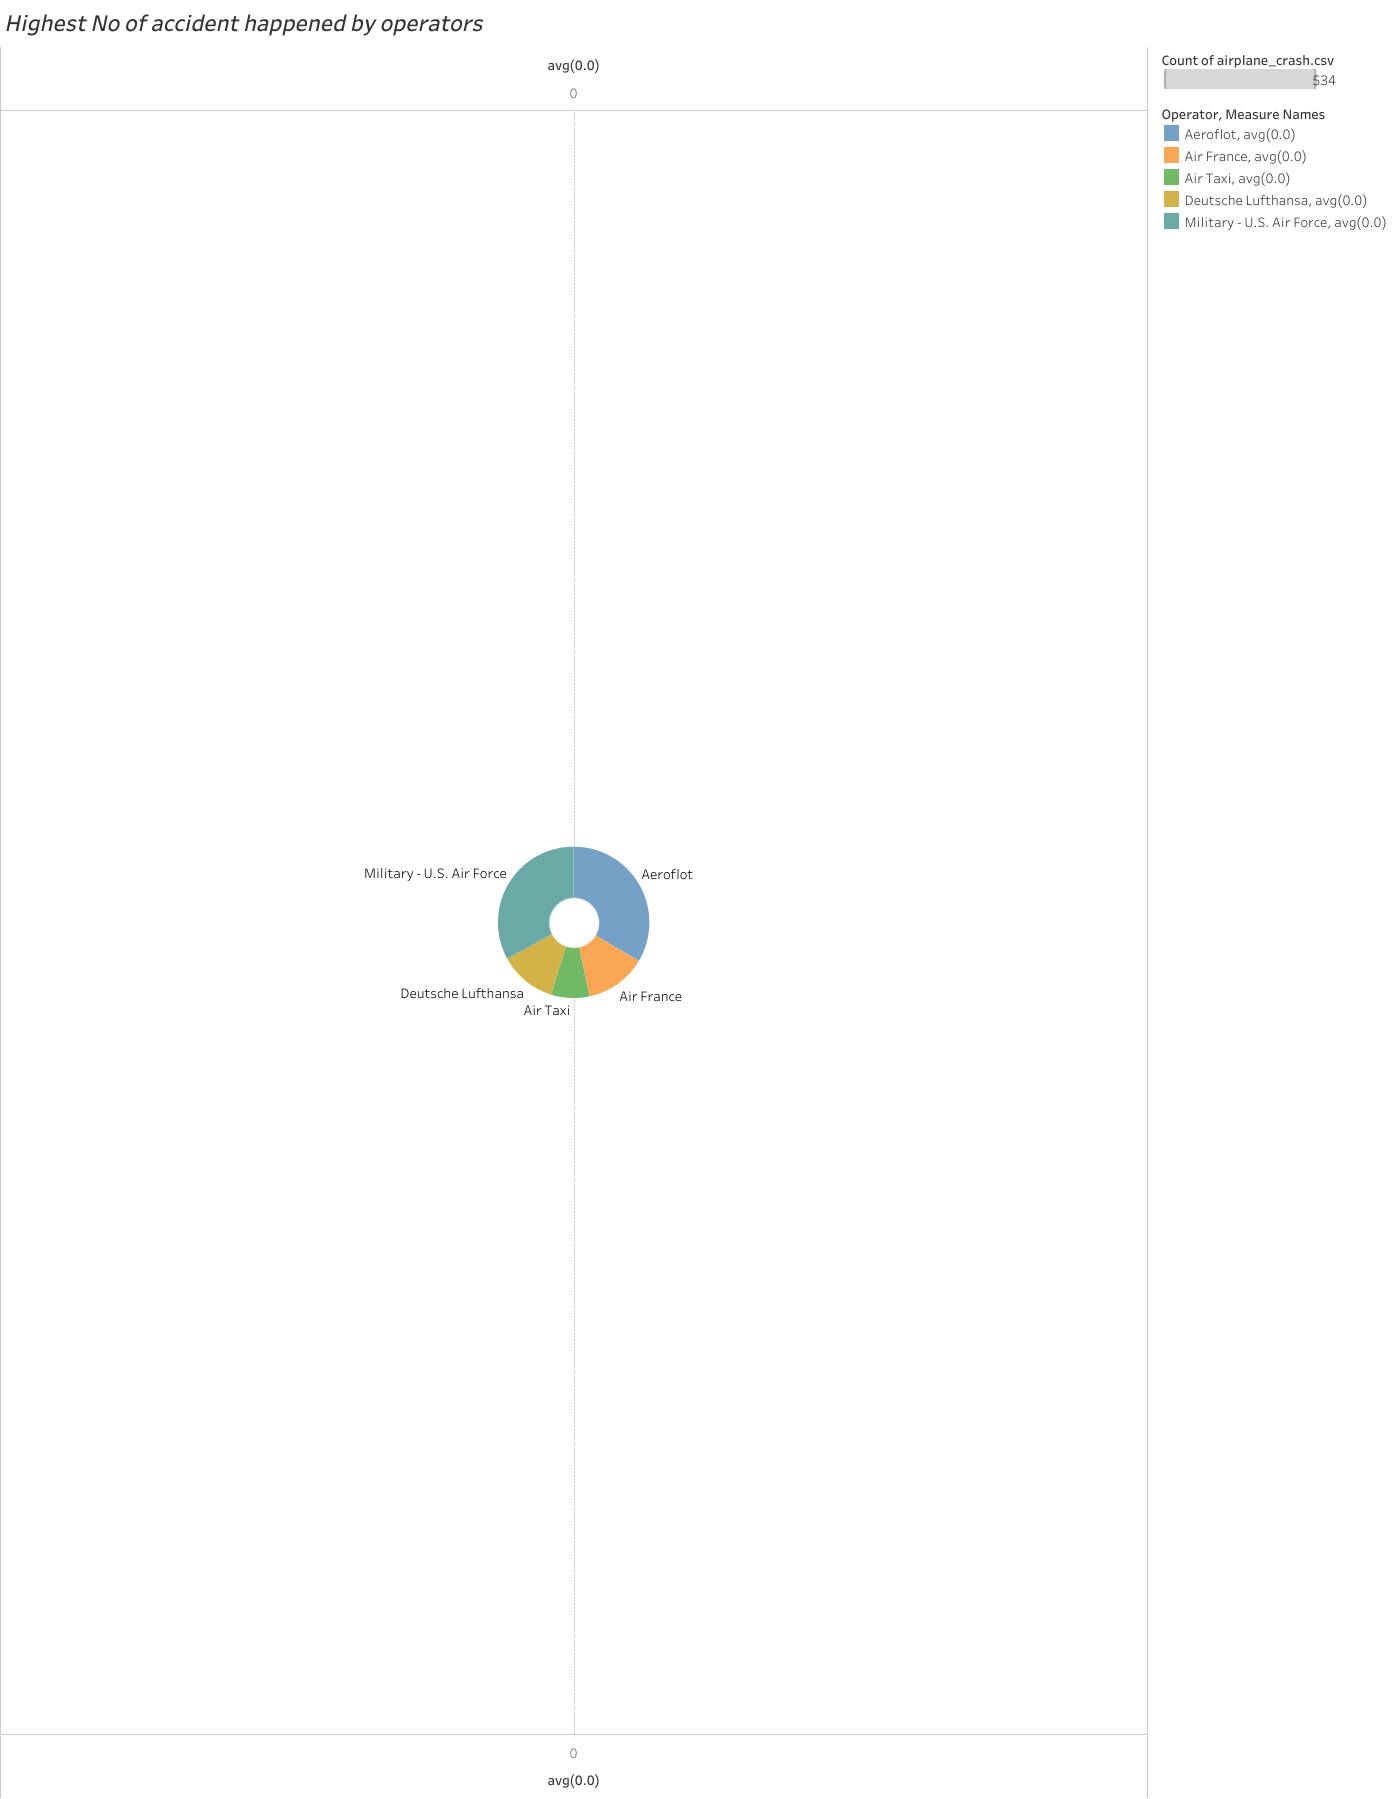 Highest No of accident happened by operators
avg(0.0)
0
Count of airplane_crash.csv
534
Operator, Measure Names
Aeroflot, avg(0.0)
Air France, avg(0.0)
Air Taxi, avg(0.0)
Deutsche Lufthansa, avg(0.0)
Military - U.S. Air Force, avg(0.0)
Military - U.S. Air Force
Aeroflot
Deutsche Lufthansa
Air France
Air Taxi
0
avg(0.0)